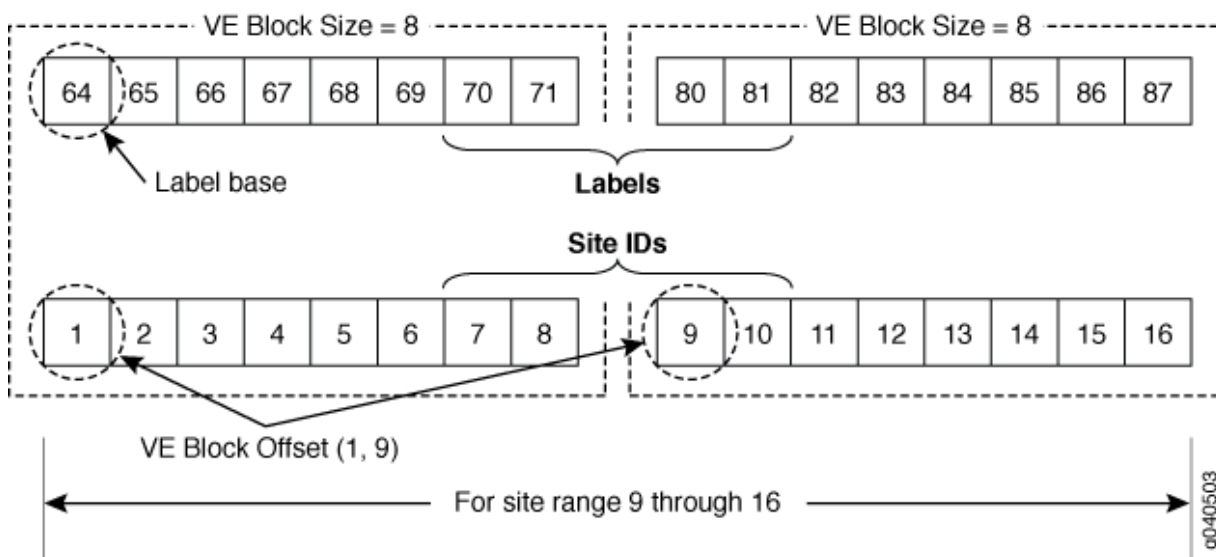 VE Block Size = 8 VE Block Size = 8
64 65 66 67 68 69 70 71 80 81 82 83 84 85 86 87
Label base
Labels
Site IDs
1 2 3 4 5 6 7 8 9 10 11 12 13 14 15 16
VE Block Offset (1, 9)
For site range 9 through 16
g040503